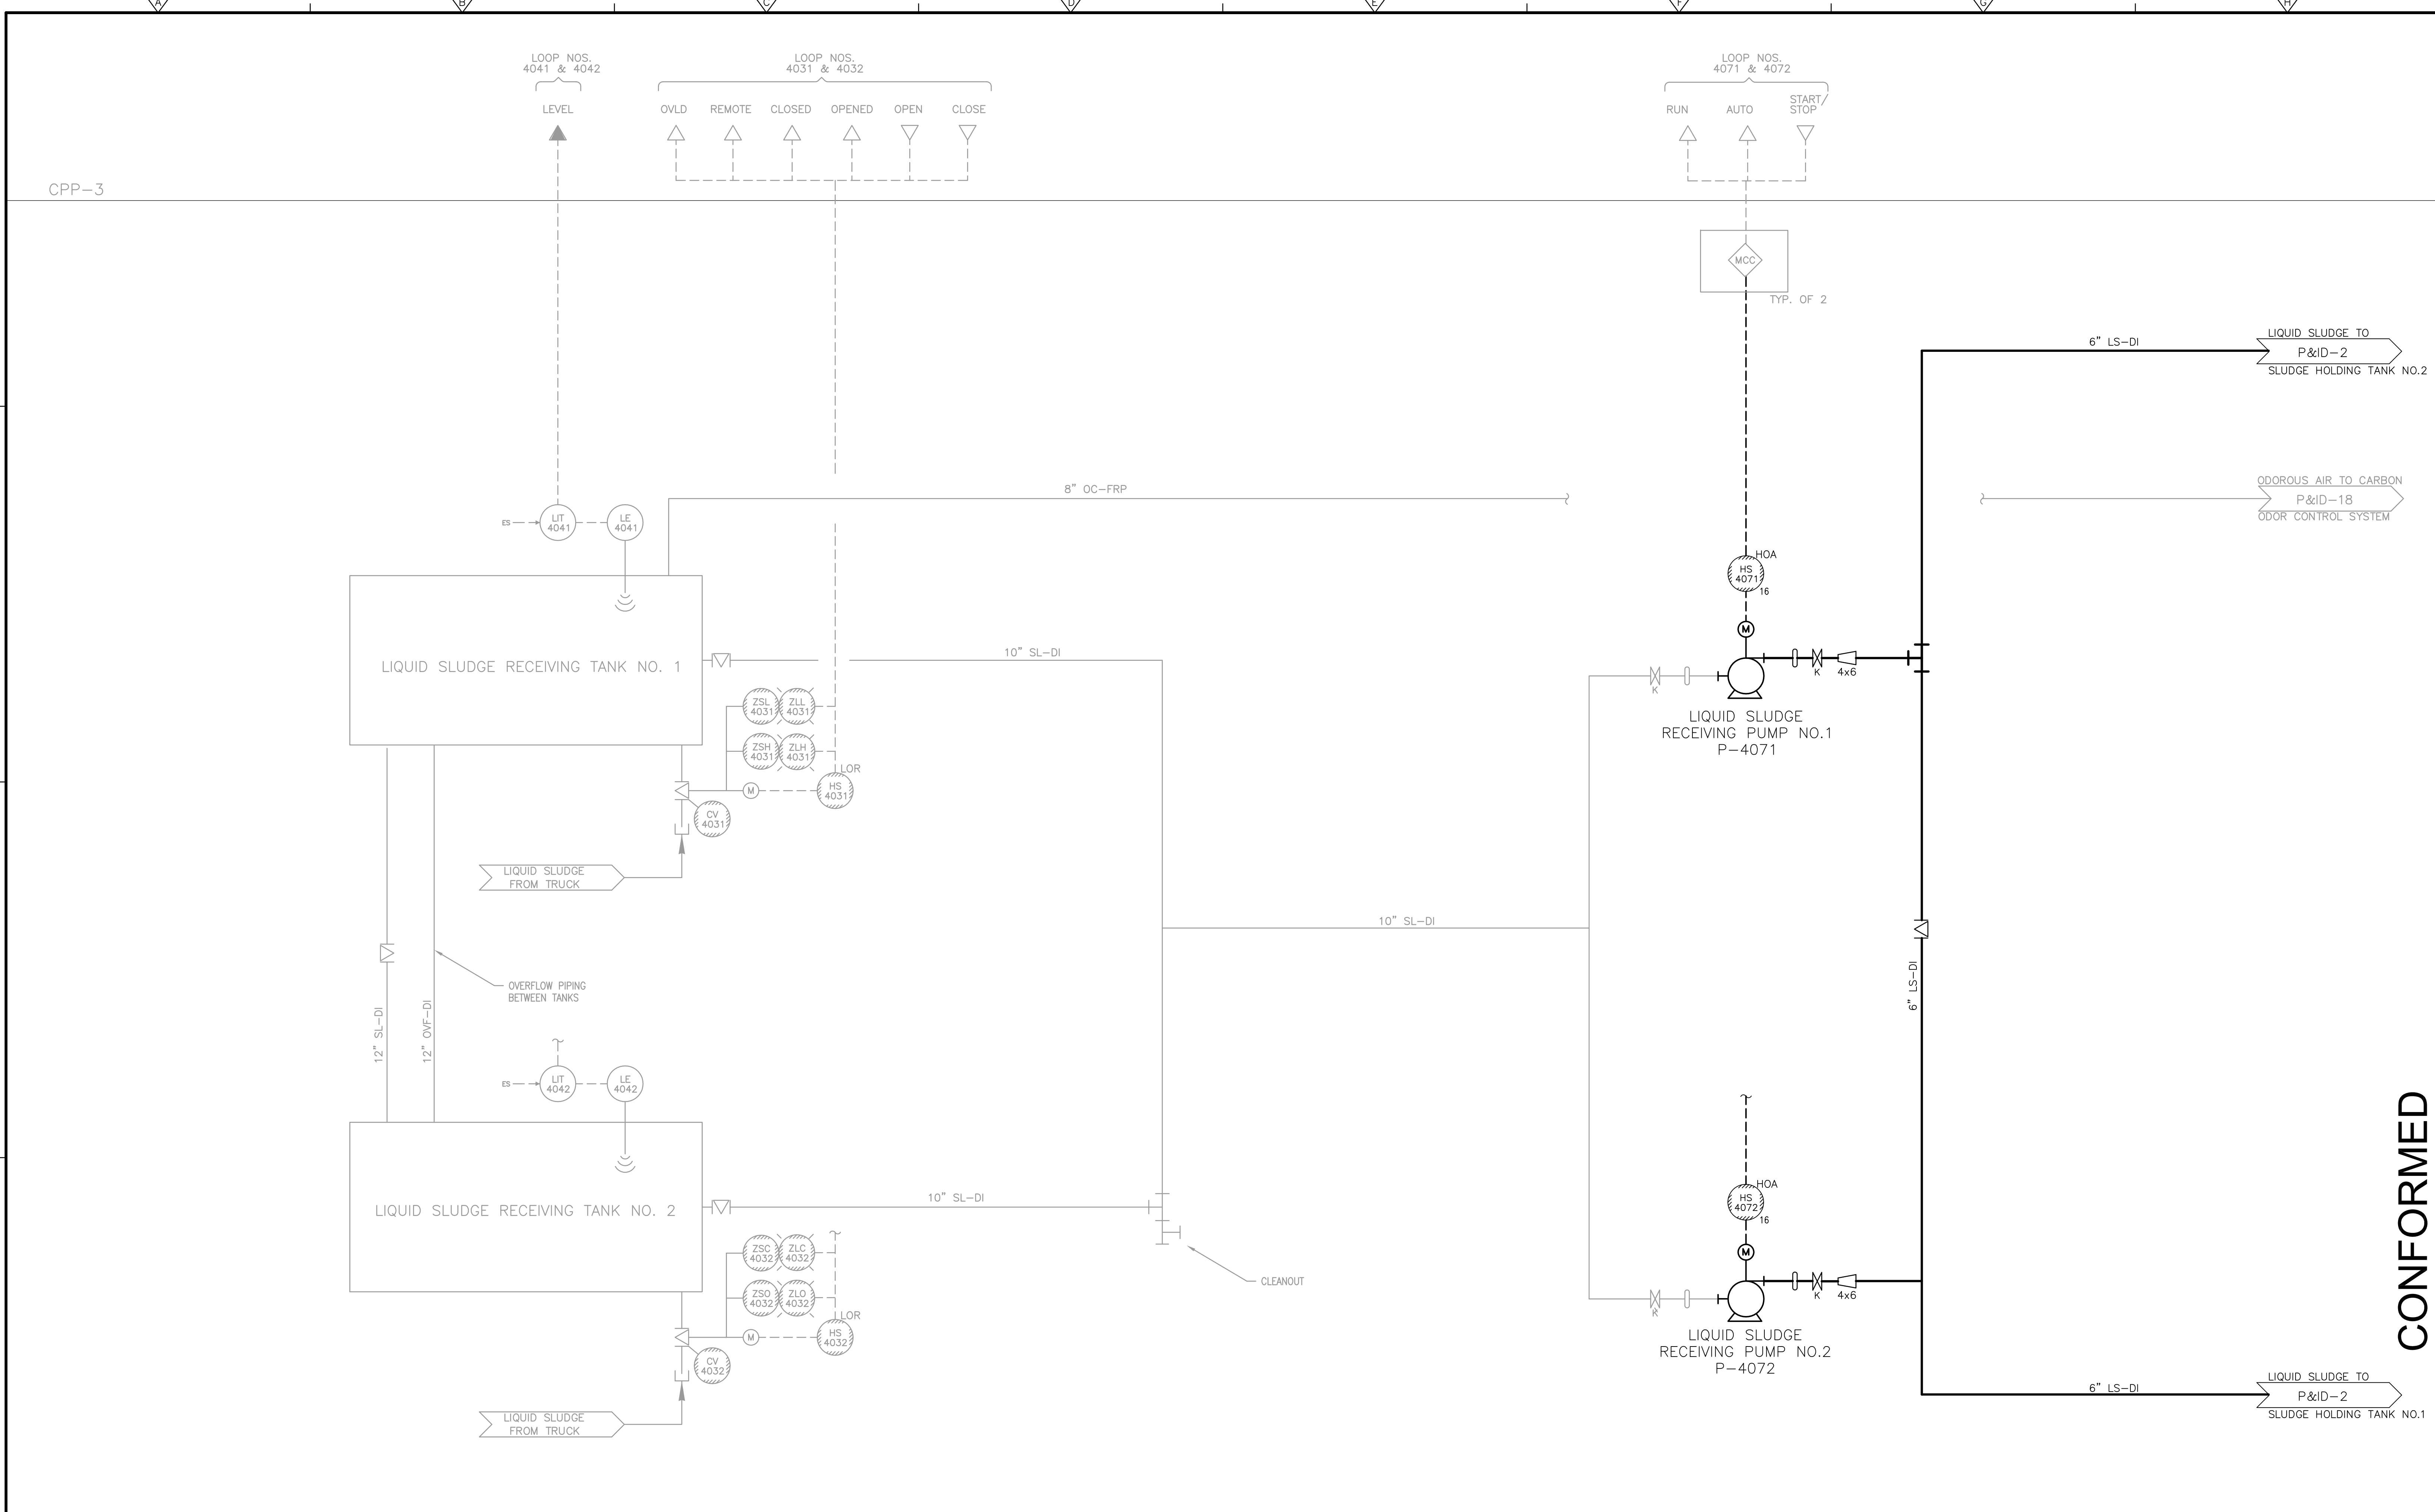 A
B
C
D
E
F
G
H
LOOP NOS.
4041 & 4042
LEVEL
LOOP NOS.
4031 & 4032
OVLD
REMOTE
CLOSED
OPENED
OPEN
CLOSE
LOOP NOS.
4071 & 4072
RUN
AUTO
START/
STOP
CPP-3
MCC
TYP. OF 2
6" LS-DI
LIQUID SLUDGE TO
P&ID-2
SLUDGE HOLDING TANK NO.2
8" OC-FRP
ODOROUS AIR TO CARBON
P&ID-18
ODOR CONTROL SYSTEM
ES
LIT
4041
LE
4041
HOA
HS
4071
16
M
LIQUID SLUDGE RECEIVING TANK NO. 1
10" SL-DI
K
K
4x6
LIQUID SLUDGE
RECEIVING PUMP NO.1
P-4071
ZSL
4031
ZLL
4031
ZSH
4031
ZLH
4031
LOR
M
HS
4031
CV
4031
LIQUID SLUDGE
FROM TRUCK
10" SL-DI
OVERFLOW PIPING
BETWEEN TANKS
12" SL-DI
12" OVF-DI
6" LS-DI
ES
LIT
4042
LE
4042
LIQUID SLUDGE RECEIVING TANK NO. 2
10" SL-DI
CLEANOUT
HOA
HS
4072
16
M
K
K
4x6
LIQUID SLUDGE
RECEIVING PUMP NO.2
P-4072
ZSC
4032
ZLC
4032
ZSO
4032
ZLO
4032
LOR
M
HS
4032
CV
4032
LIQUID SLUDGE
FROM TRUCK
6" LS-DI
LIQUID SLUDGE TO
P&ID-2
SLUDGE HOLDING TANK NO.1
CONFORMED